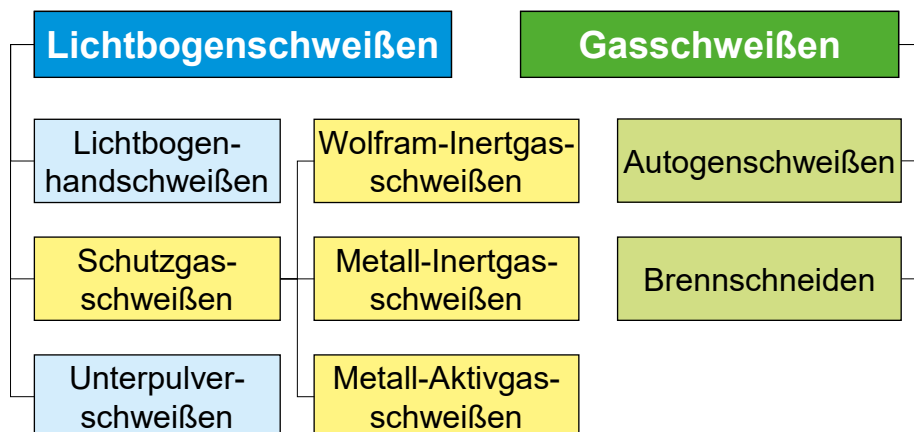 Lichtbogenschweißen
Gasschweißen
Lichtbogen-
handschweißen
Wolfram-Inertgas-
schweißen
Autogenschweißen
Schutzgas-
schweißen
Metall-Inertgas-
schweißen
Brennschneiden
Unterpulver-
schweißen
Metall-Aktivgas-
schweißen